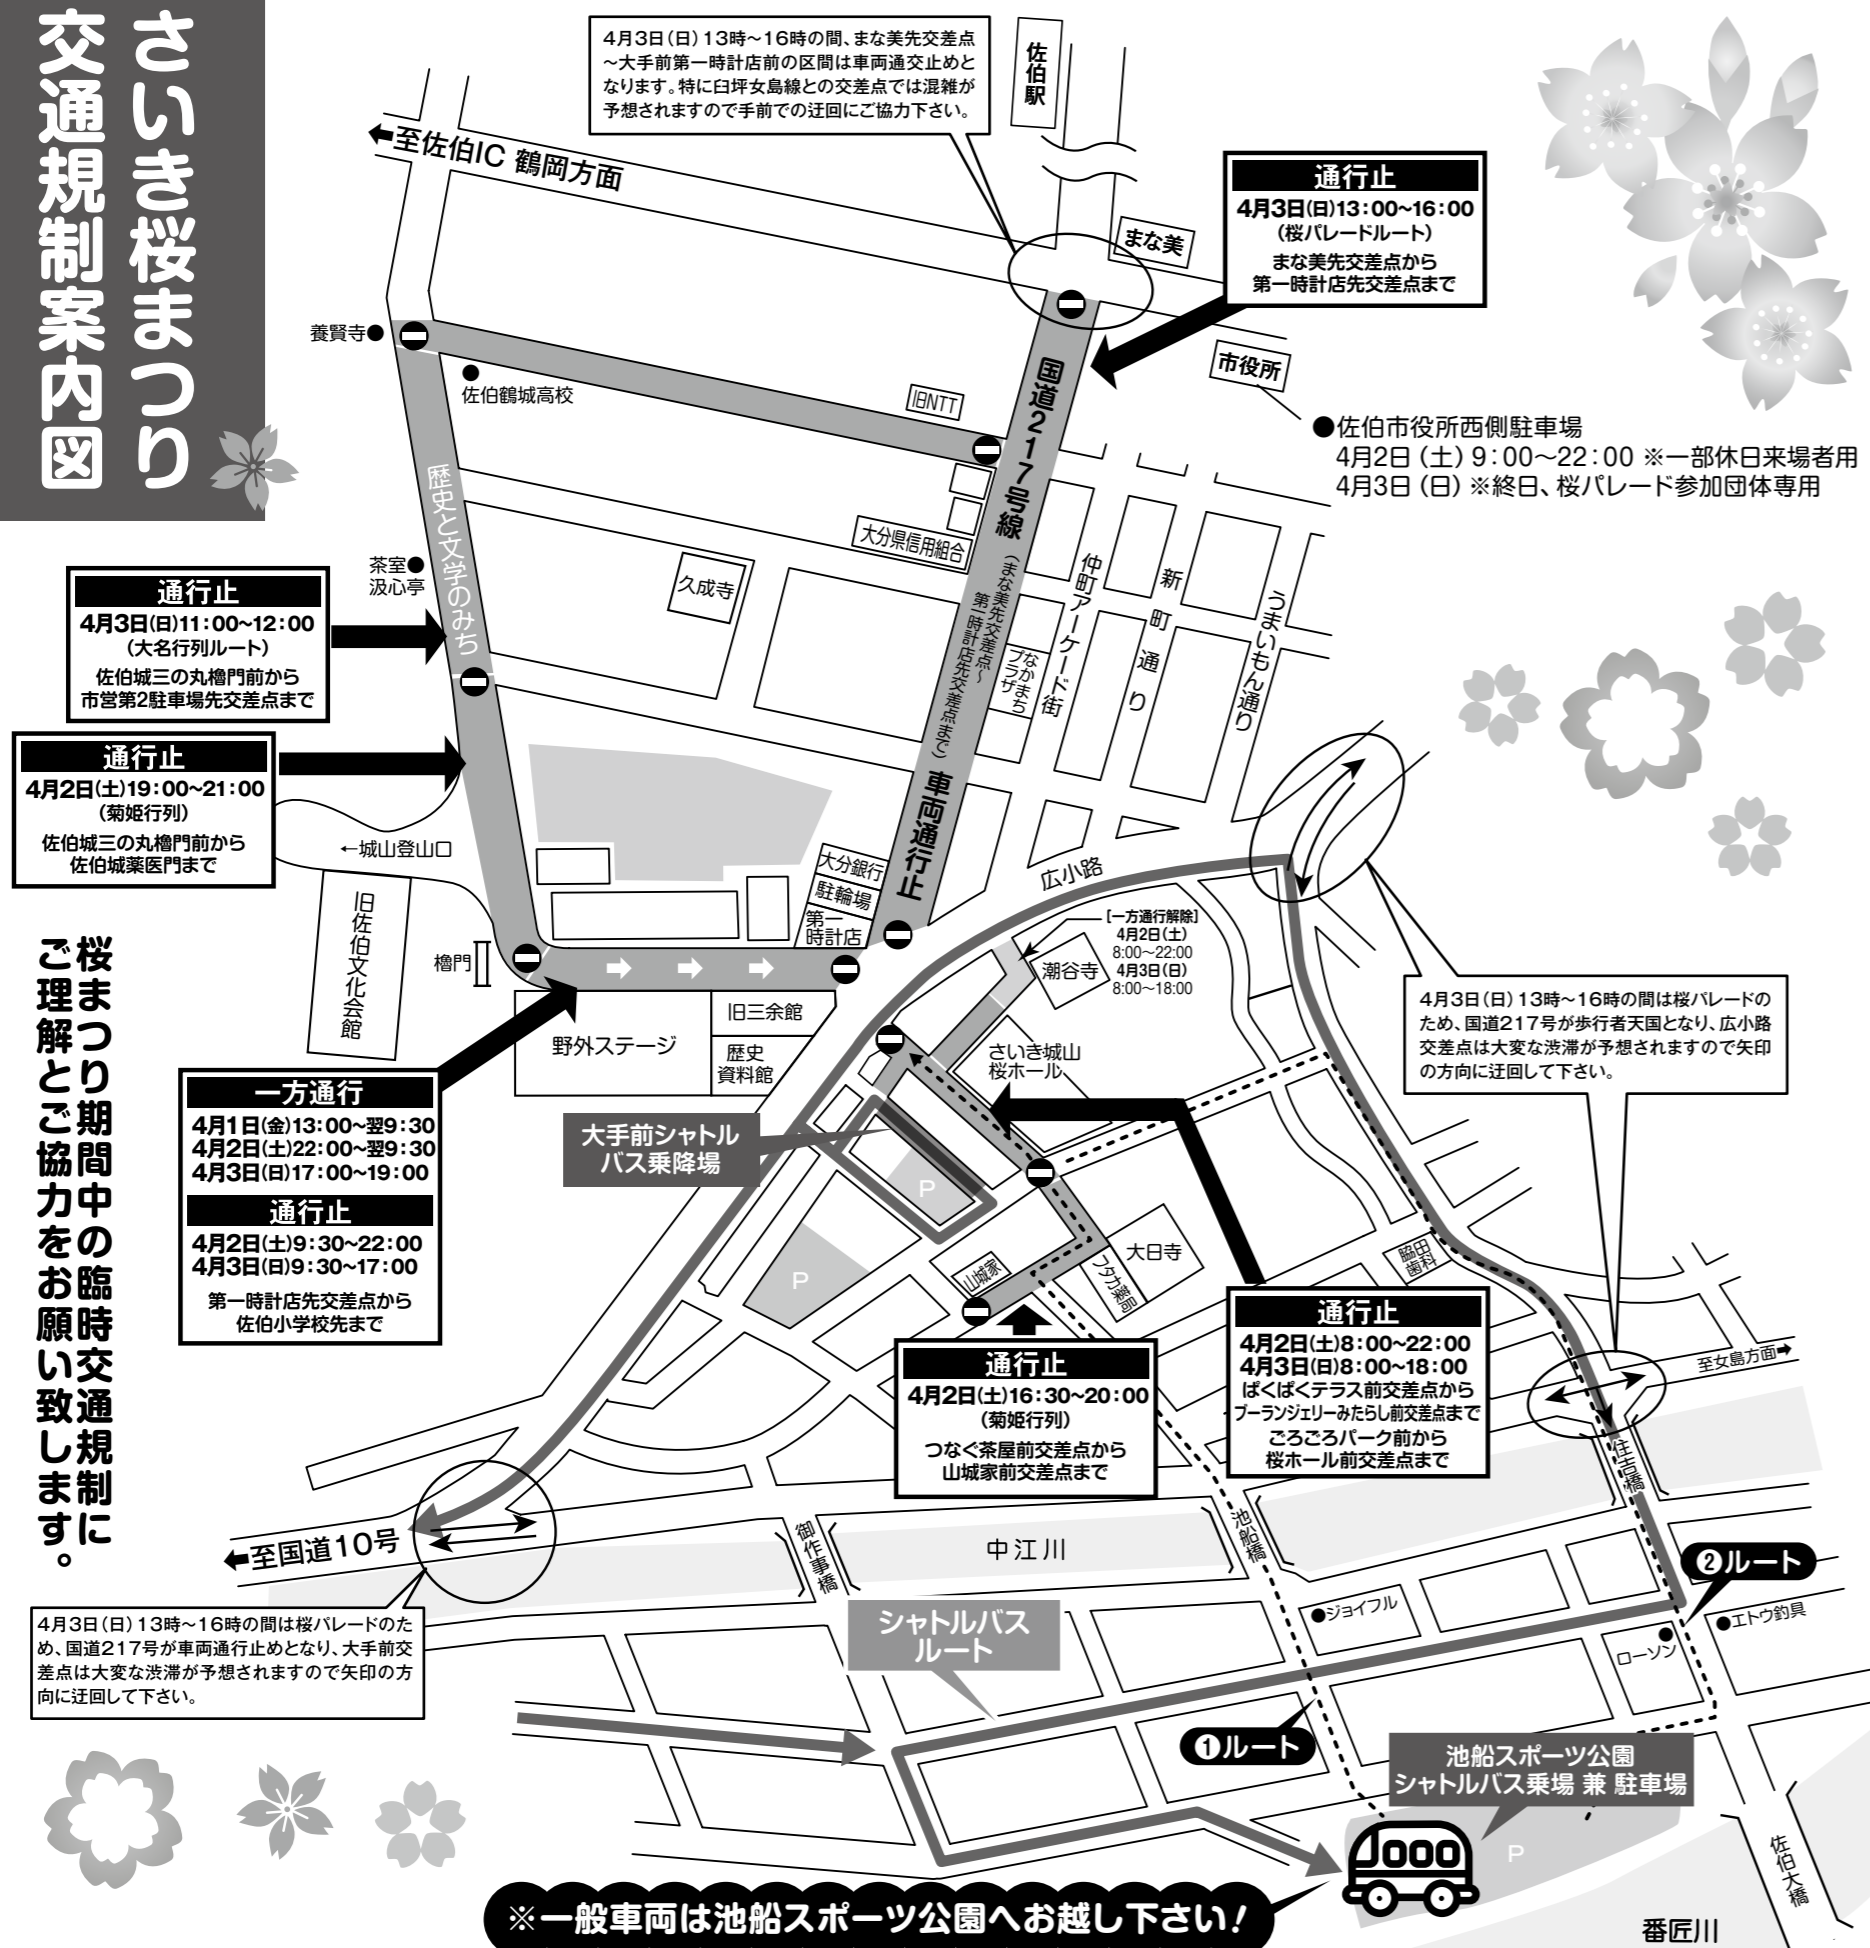 さいき桜まつり
交通規制案内図
4月3日(日)13時～16時の間、まな美先交差点
～大手前第一時計店前の区間は車両通交止めと
なります。特に臼坪女島線との交差点では混雑が
予想されますので手前での迂回にご協力下さい。
佐伯駅
←至佐伯IC 鶴岡方面
まな美
通行止
4月3日(日)13：00~16：00
(桜パレードルート)
まな美先交差点から
第一時計店先交差点まで
市役所
●佐伯市役所西側駐車場
4月2日(土)9：00～22：00 ※一部休日来場者用
4月3日(日)※終日、桜パレード参加団体専用
養賢寺●
●
佐伯鶴城高校
旧NTT
国道217号線
(まな美先交差点～
第一時計店先交差点まで)
車両通行止
大分県信用組合
歴史と文学のみち
茶室●
汲心亭
久成寺
仲町アーケード街
新町通り
うまいもん通り
なかまち
プラザ
通行止
4月3日(日)11：00~12：00
(大名行列ルート)
佐伯城三の丸櫓門前から
市営第2駐車場先交差点まで
通行止
4月2日(土)19：00~21：00
(菊姫行列)
佐伯城三の丸櫓門前から
佐伯城薬医門まで
←城山登山口
旧佐伯文化会館
櫓門
大分銀行
駐輪場
第一
時計店
広小路
[一方通行解除]
4月2日(土)
8:00～22:00
4月3日(日)
8:00～18:00
潮谷寺
野外ステージ
旧三余館
歴史
資料館
さいき城山
桜ホール
4月3日(日)13時～16時の間は桜パレードの
ため、国道217号が歩行者天国となり、広小路
交差点は大変な渋滞が予想されますので矢印
の方向に迂回して下さい。
桜まつり期間中の臨時交通規制に
ご理解とご協力をお願い致します。
一方通行
4月1日(金)13：00~翌9：30
4月2日(土)22：00~翌9：30
4月3日(日)17：00~19：00
通行止
4月2日(土)9：30~22：00
4月3日(日)9：30~17：00
第一時計店先交差点から
佐伯小学校先まで
大手前シャトル
バス乗降場
P
P
山城家
大日寺
フタカ薬局
脇田
歯科
通行止
4月2日(土)16：30~20：00
(菊姫行列)
つなぐ茶屋前交差点から
山城家前交差点まで
通行止
4月2日(土)8：00~22：00
4月3日(日)8：00~18：00
ぱくぱくテラス前交差点から
ブーランジェリーみたらし前交差点まで
ごろごろパーク前から
桜ホール前交差点まで
至女島方面→
住吉橋
←至国道10号
御作事橋
中江川
池船橋
4月3日(日)13時～16時の間は桜パレードのた
め、国道217号が車両通行止めとなり、大手前交
差点は大変な渋滞が予想されますので矢印の方
向に迂回して下さい。
シャトルバス
ルート
●ジョイフル
❷ルート
●エトウ釣具
●
ローソン
❶ルート
池船スポーツ公園
シャトルバス乗場 兼 駐車場
P
佐伯大橋
番匠川
※一般車両は池船スポーツ公園へお越し下さい！